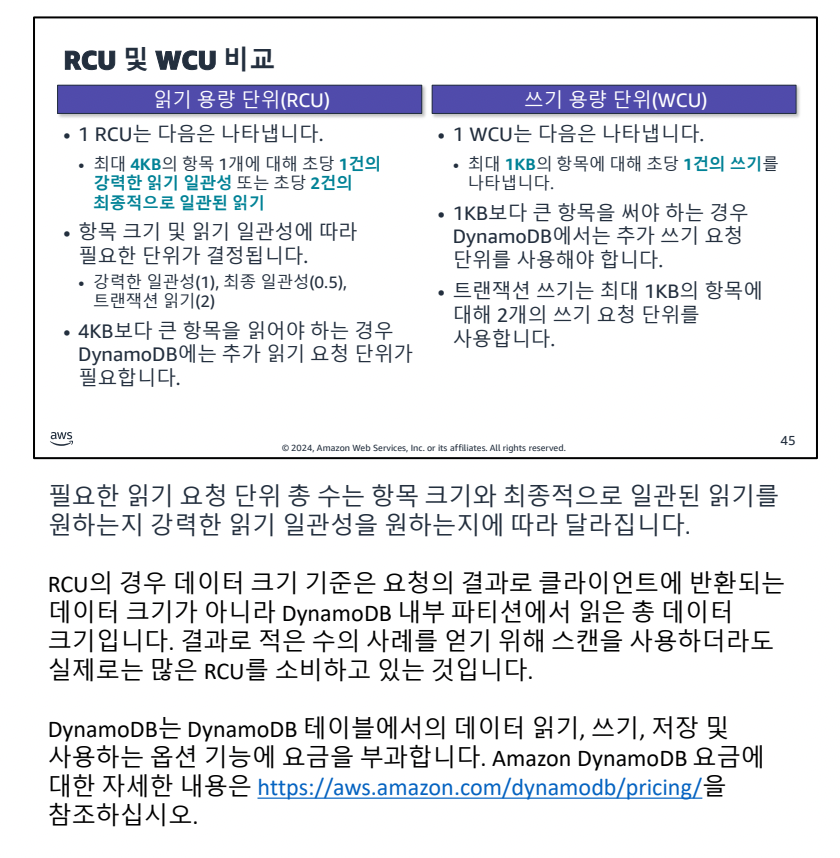 RCU 및 WCU 비교
읽기 용량 단위(RCU)
• 1 RCU는 다음은 나타냅니다.
• 최대 4KB의 항목 1개에 대해 초당 1건의
강력한 읽기 일관성 또는 초당 2건의
최종적으로 일관된 읽기
• 항목 크기 및 읽기 일관성에 따라
필요한 단위가 결정됩니다.
• 강력한 일관성(1), 최종 일관성(0.5),
트랜잭션 읽기(2)
• 4KB보다 큰 항목을 읽어야 하는 경우
DynamoDB에는 추가 읽기 요청 단위가
필요합니다.
쓰기 용량 단위(WCU)
• 1 WCU는 다음은 나타냅니다.
• 최대 1KB의 항목에 대해 초당 1건의 쓰기를
나타냅니다.
• 1KB보다 큰 항목을 써야 하는 경우
DynamoDB에서는 추가 쓰기 요청
단위를 사용해야 합니다.
• 트랜잭션 쓰기는 최대 1KB의 항목에
대해 2개의 쓰기 요청 단위를
사용합니다.
aws
© 2024, Amazon Web Services, Inc. or its affiliates. All rights reserved.
45
필요한 읽기 요청 단위 총 수는 항목 크기와 최종적으로 일관된 읽기를
원하는지 강력한 읽기 일관성을 원하는지에 따라 달라집니다.
RCU의 경우 데이터 크기 기준은 요청의 결과로 클라이언트에 반환되는
데이터 크기가 아니라 DynamoDB 내부 파티션에서 읽은 총 데이터
크기입니다. 결과로 적은 수의 사례를 얻기 위해 스캔을 사용하더라도
실제로는 많은 RCU를 소비하고 있는 것입니다.
DynamoDB는 DynamoDB 테이블에서의 데이터 읽기, 쓰기, 저장 및
사용하는 옵션 기능에 요금을 부과합니다. Amazon DynamoDB 요금에
대한 자세한 내용은 https://aws.amazon.com/dynamodb/pricing/을
참조하십시오.